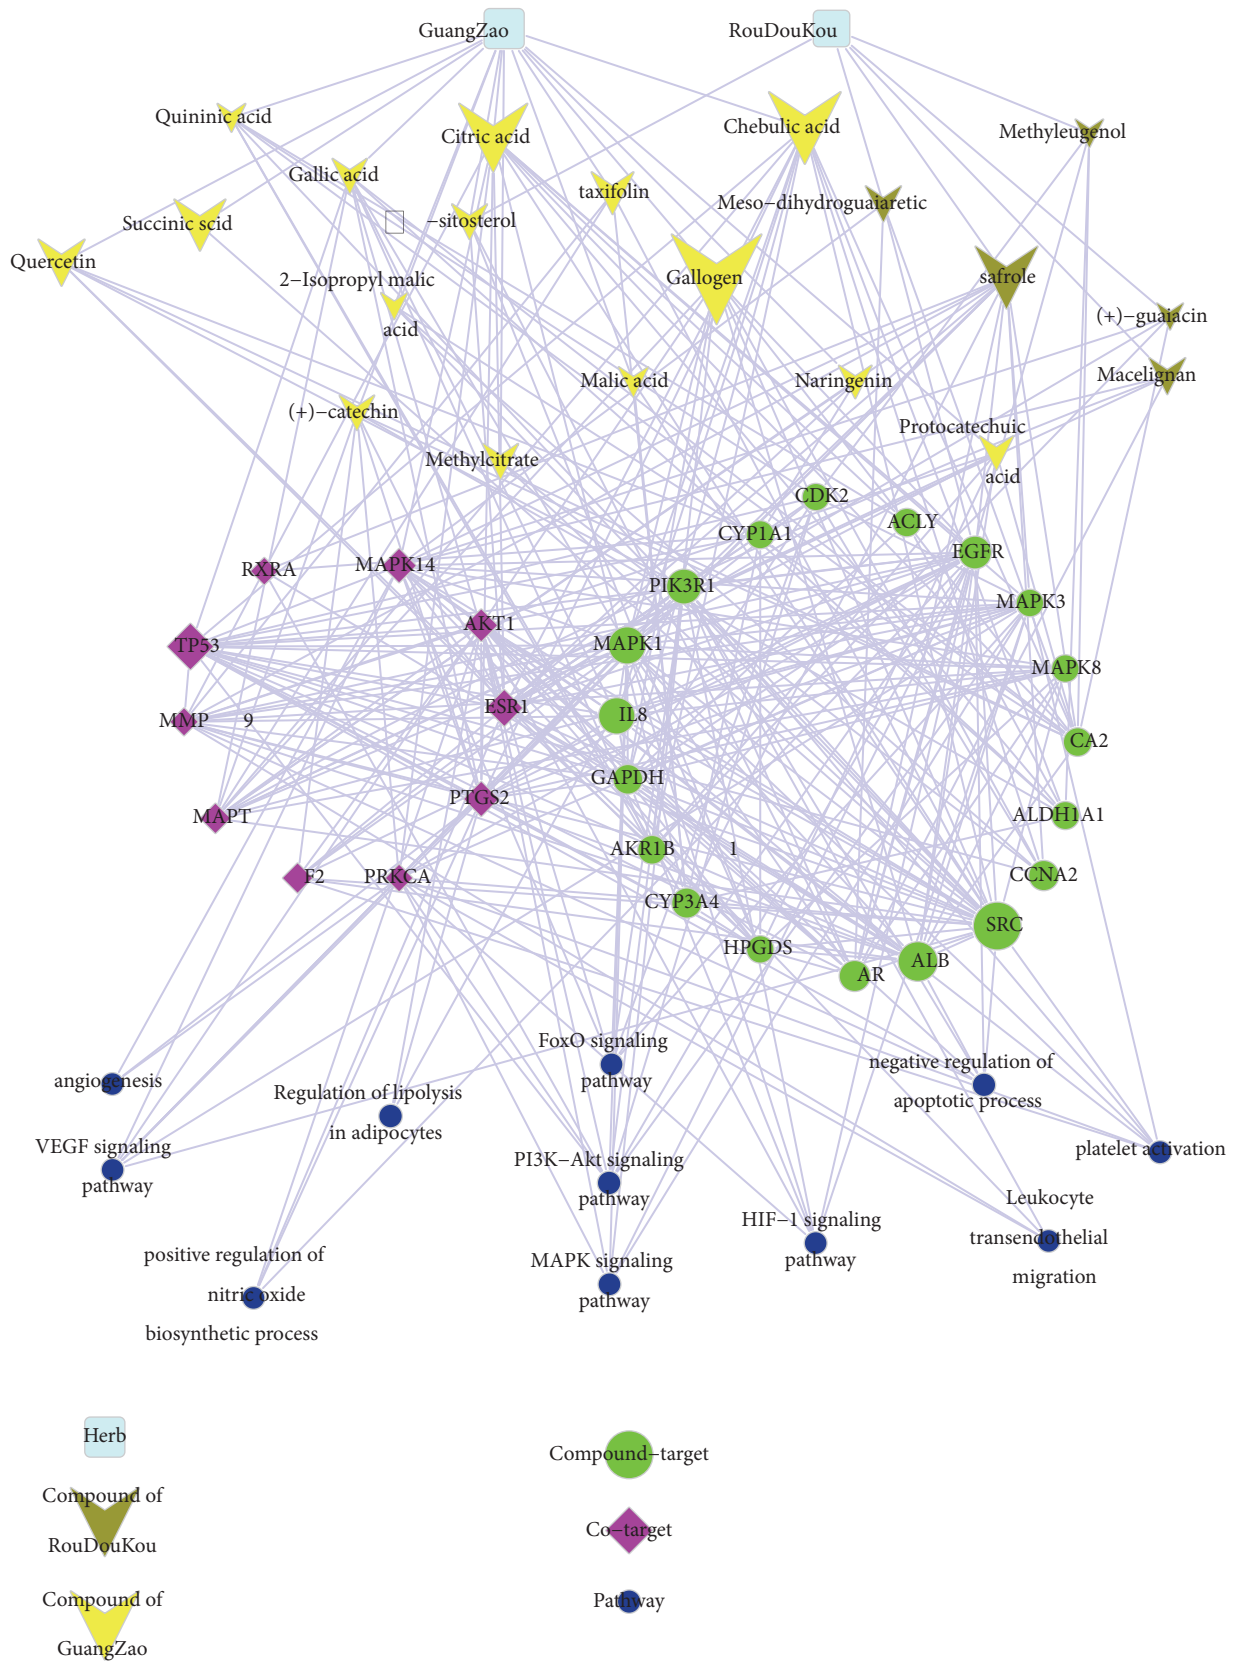 GuangZao
RouDouKou
Quininic acid
Citric acid
Chebulic acid
Methyleugenol
Gallic acid
taxifolin
Meso−dihydroguaiaretic
Succinic scid
□ −sitosterol
Quercetin
2−Isopropyl malic
acid
Gallogen
safrole
(+)−guaiacin
Malic acid
Naringenin
Macelignan
(+)−catechin
Methylcitrate
Protocatechuic
acid
CDK2
CYP1A1
ACLY
EGFR
RXRA
MAPK14
PIK3R1
MAPK3
TP53
AKT1
MAPK1
MAPK8
MMP 9
ESR1
IL8
CA2
GAPDH
MAPT
PTGS2
ALDH1A1
AKR1B 1
F2
PRKCA
CYP3A4
CCNA2
SRC
HPGDS
AR
ALB
FoxO signaling
pathway
negative regulation of
apoptotic process
angiogenesis
Regulation of lipolysis
in adipocytes
VEGF signaling
pathway
PI3K−Akt signaling
pathway
platelet activation
Leukocyte
transendothelial
migration
HIF−1 signaling
pathway
positive regulation of
nitric oxide
biosynthetic process
MAPK signaling
pathway
Herb
Compound of
RouDouKou
Compound of
GuangZao
Compound−target
Co−target
Pathway